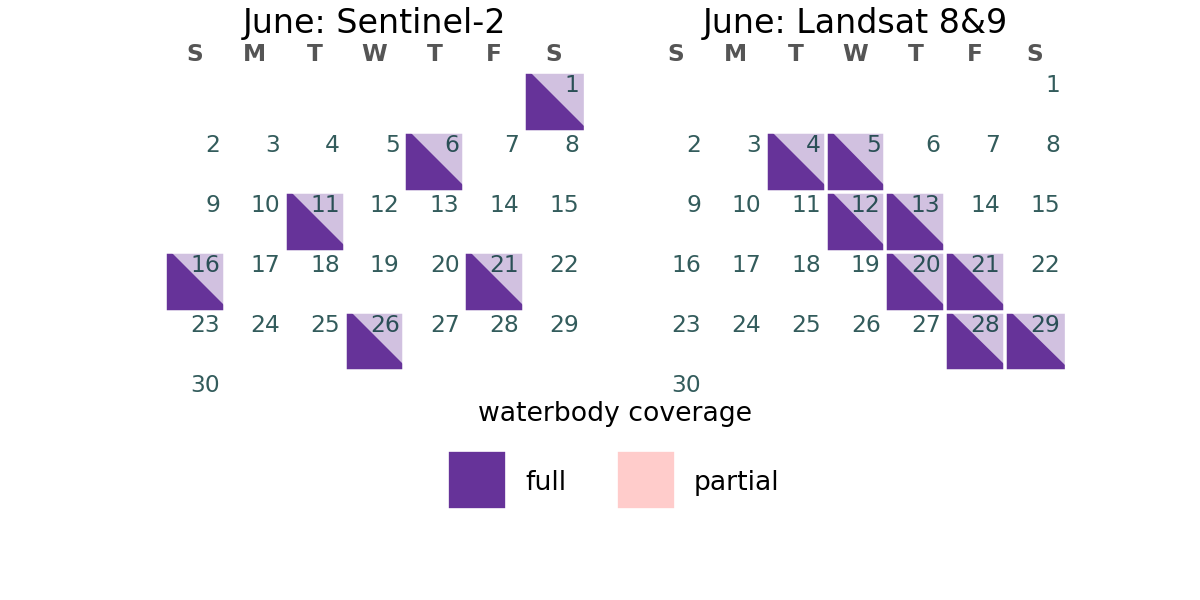 June: Sentinel-2
S M T W T F S
1
2 3 4 5 6 7 8
9 10 11 12 13 14 15
16 17 18 19 20 21 22
23 24 25 26 27 28 29
30
June: Landsat 8&9
S M T W T F S
1
2 3 4 5 6 7 8
9 10 11 12 13 14 15
16 17 18 19 20 21 22
23 24 25 26 27 28 29
30
waterbody coverage
full partial